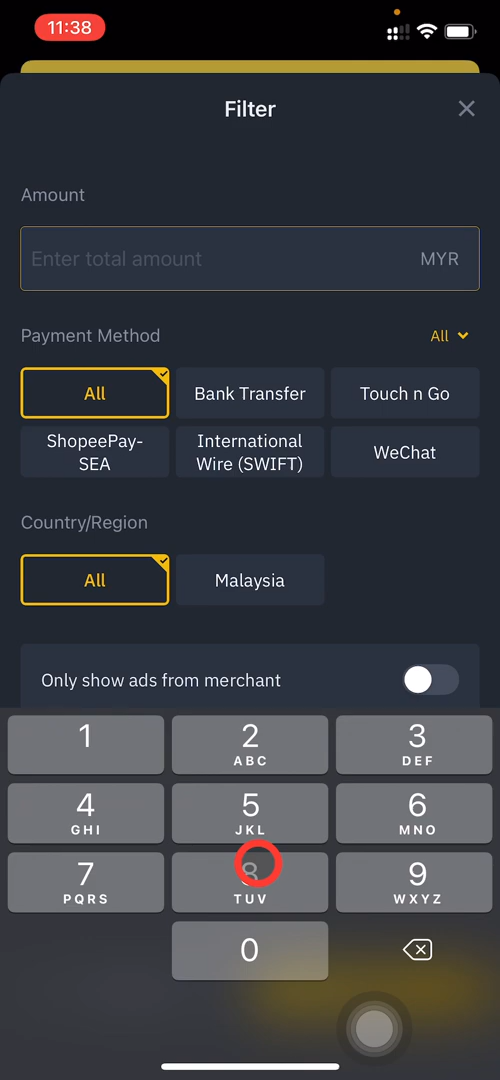 11:38
Filter
Amount
Enter total amount MYR
Payment Method All
All Bank Transfer Touch n Go
ShopeePay-
SEA
International
Wire (SWIFT)
WeChat
Country/Region
All Malaysia
Only show ads from merchant
1 2 3
ABC DEF
4 5 6
GHI JKL MNO
7 8 9
PQRS TUV WXYZ
0